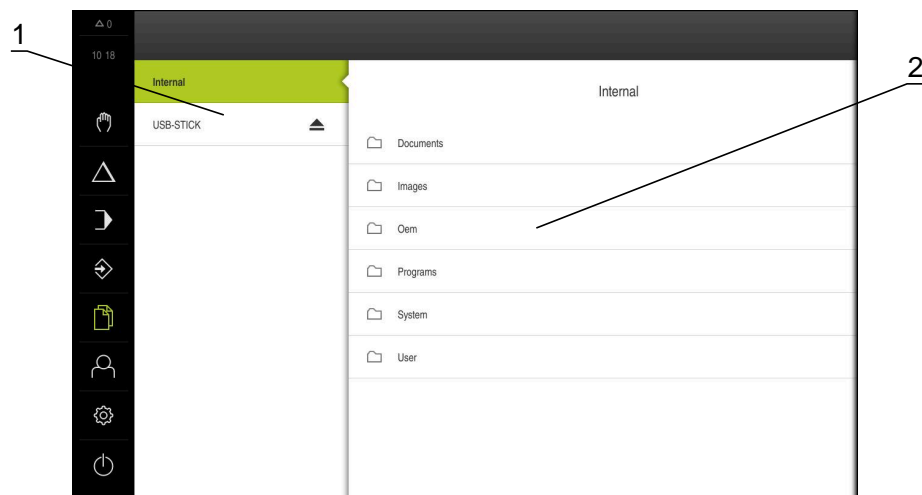 1
△ 0
10 18
Internal
USB-STICK
Internal
Documents
Images
Oem
Programs
System
User
2